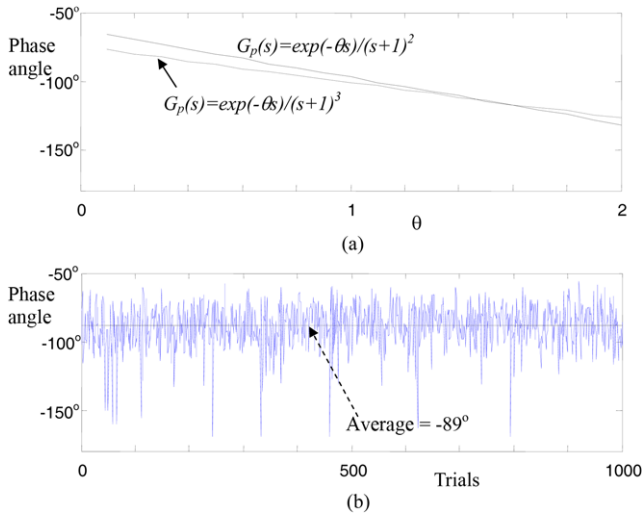 -50°
Phase
angle
-100°
-150°
G_p(s)=exp(-θs)/(s+1)^2
G_p(s)=exp(-θs)/(s+1)^3
0
1
2
θ
(a)
-50°
Phase
angle
-100°
-150°
Average = -89°
0
500
1000
Trials
(b)